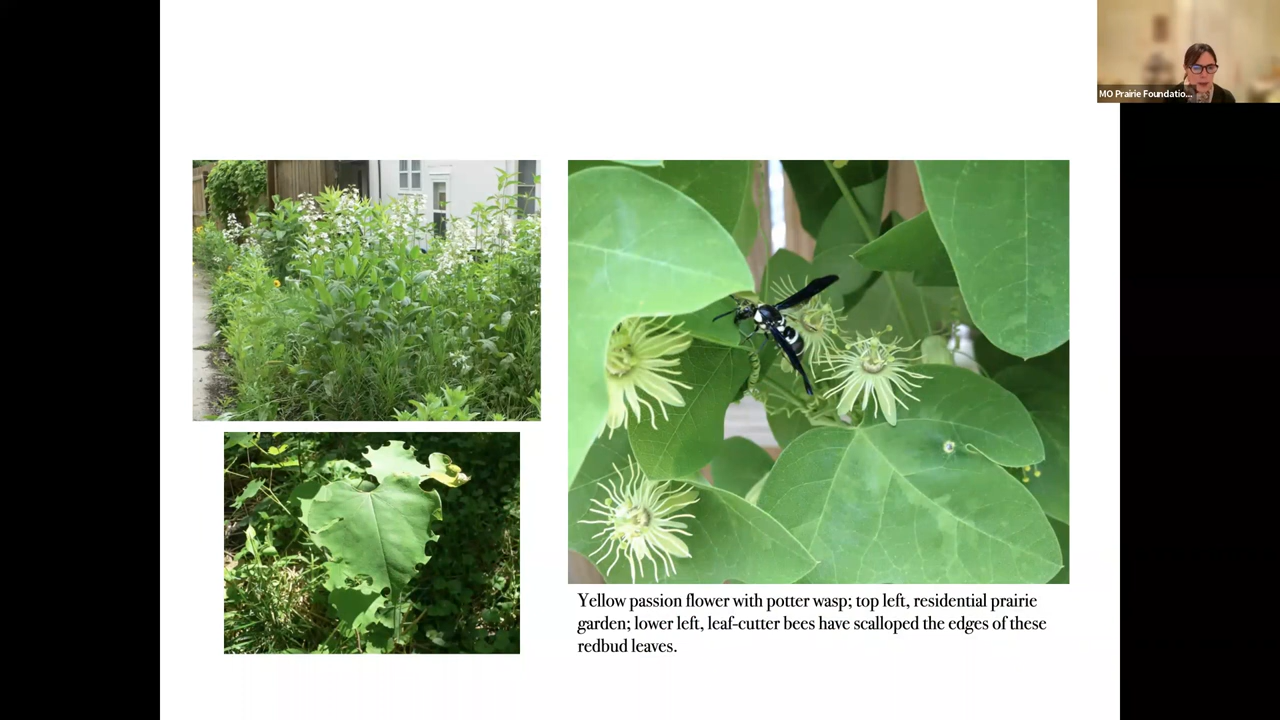 MO Prairie Foundatio...
Yellow passion flower with potter wasp; top left, residential prairie
garden; lower left, leaf-cutter bees have scalloped the edges of these
redbud leaves.